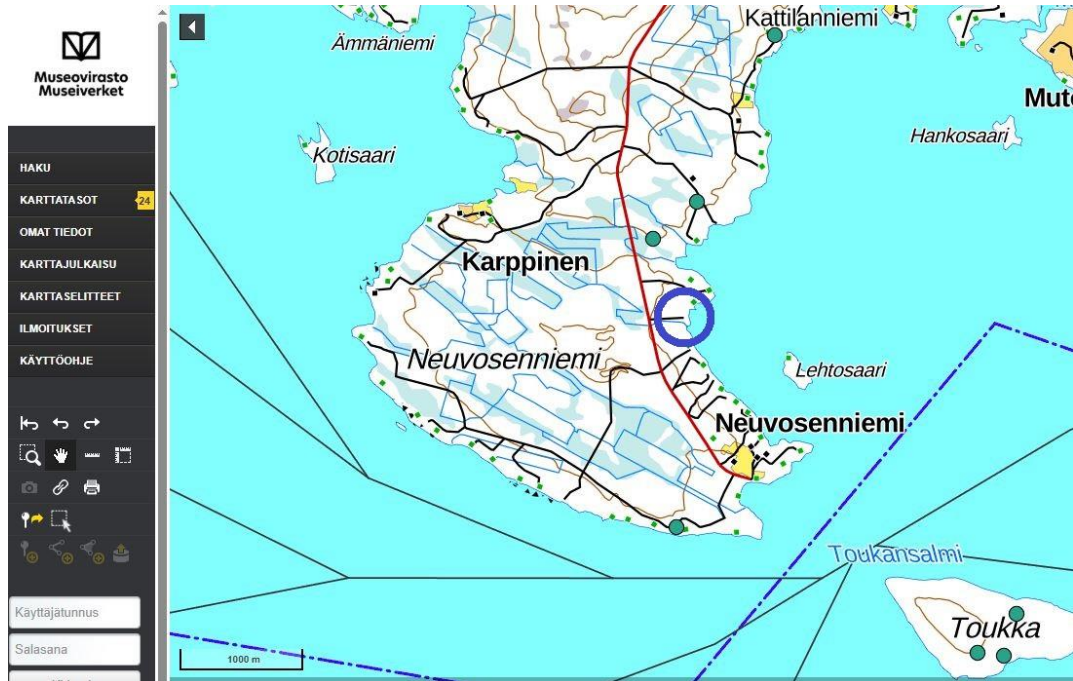 Museovirasto
Museiverket
HAKU
KARTTATASOT
24
OMAT TIEDOT
KARTTAJULKAISU
KARTTASELITTEET
ILMOITUKSET
KÄYTTÖOHJE
Käyttäjätunnus
Salasana
Kattilanniemi
Ämmäniemi
Hankosaari
Kotisaari
Karppinen
Neuvosenniemi
Lehtosaari
Neuvosenniemi
Toukansalmi
Toukka
1000 m